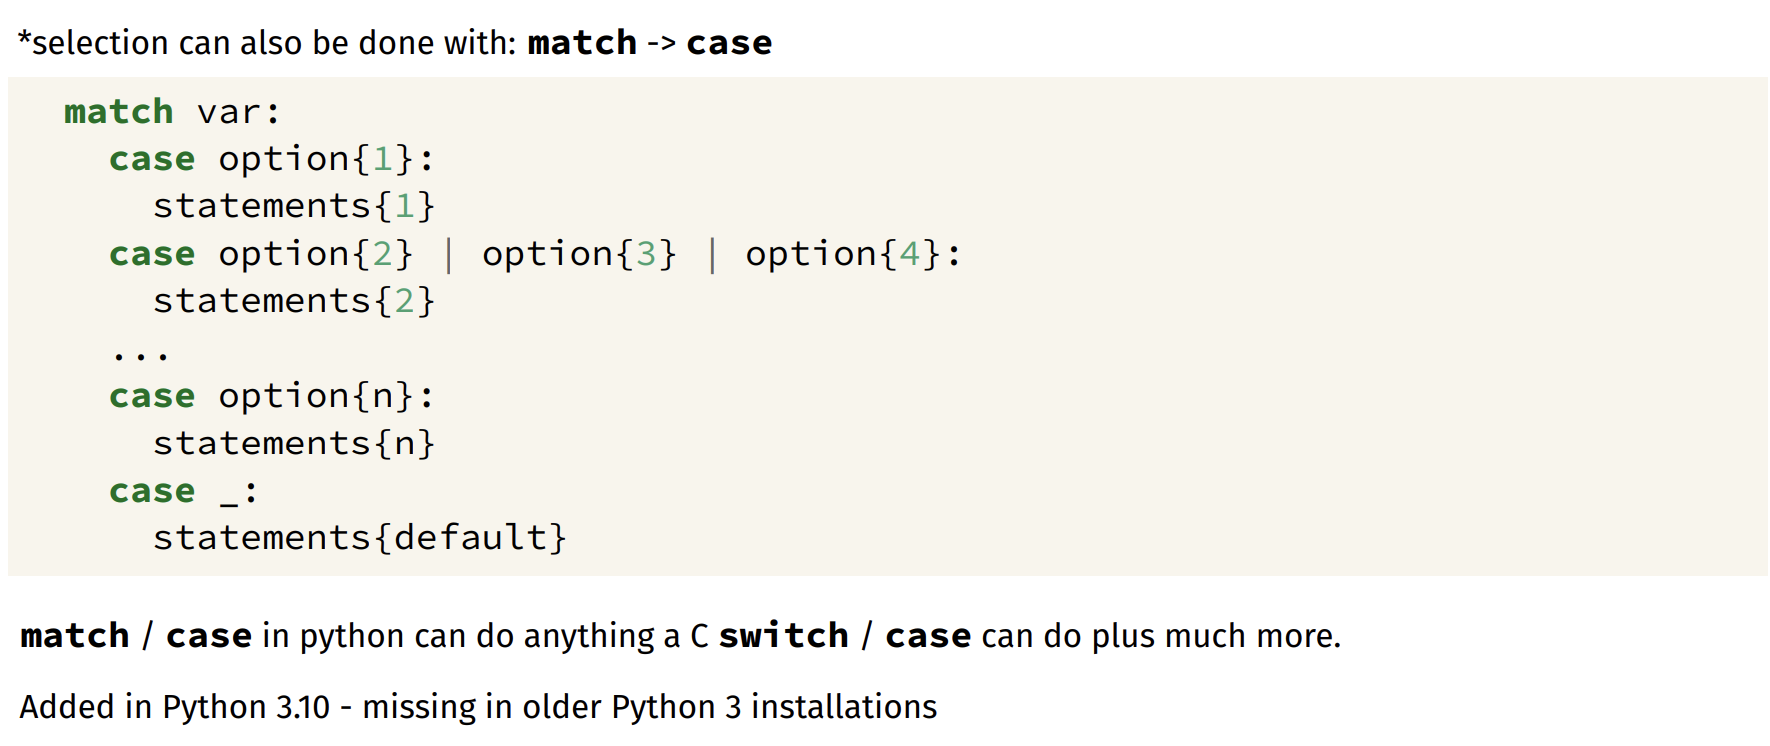 *selection can also be done with: match -> case
match var:
case option{1}:
statements{1}
case option{2} | option{3} | option{4}:
statements{2}
...
case option{n}:
statements{n}
case _:
statements{default}
match / case in python can do anything a C switch / case can do plus much more.
Added in Python 3.10 - missing in older Python 3 installations